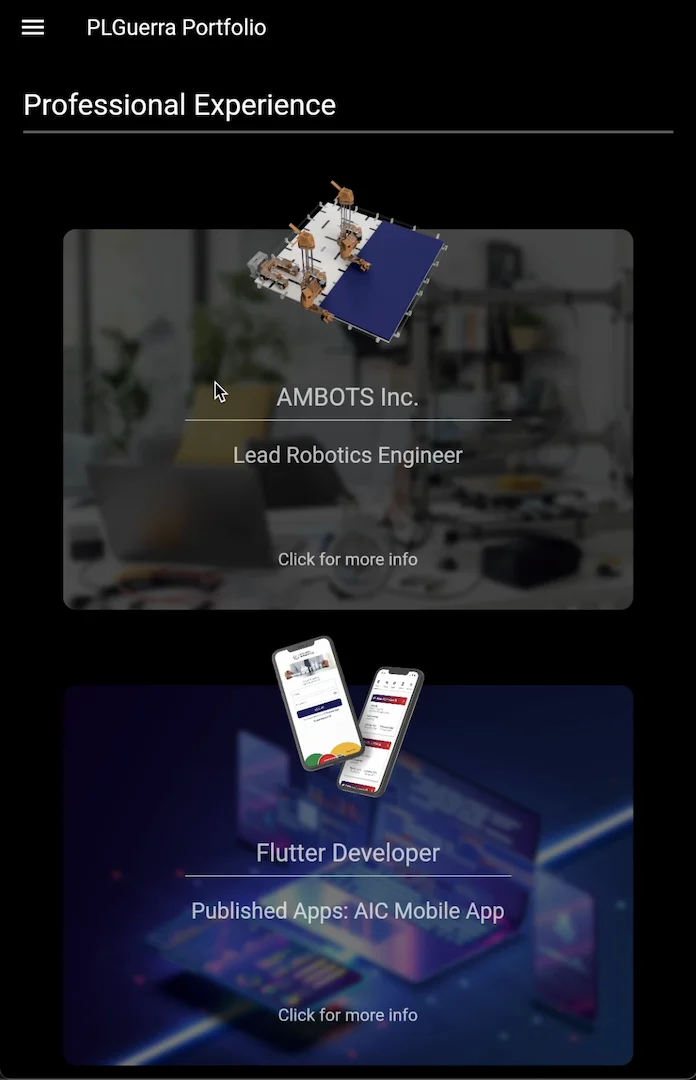 PLGuerra Portfolio
Professional Experience
AMBOTS Inc.
Lead Robotics Engineer
Click for more info
Flutter Developer
Published Apps: AIC Mobile App
Click for more info